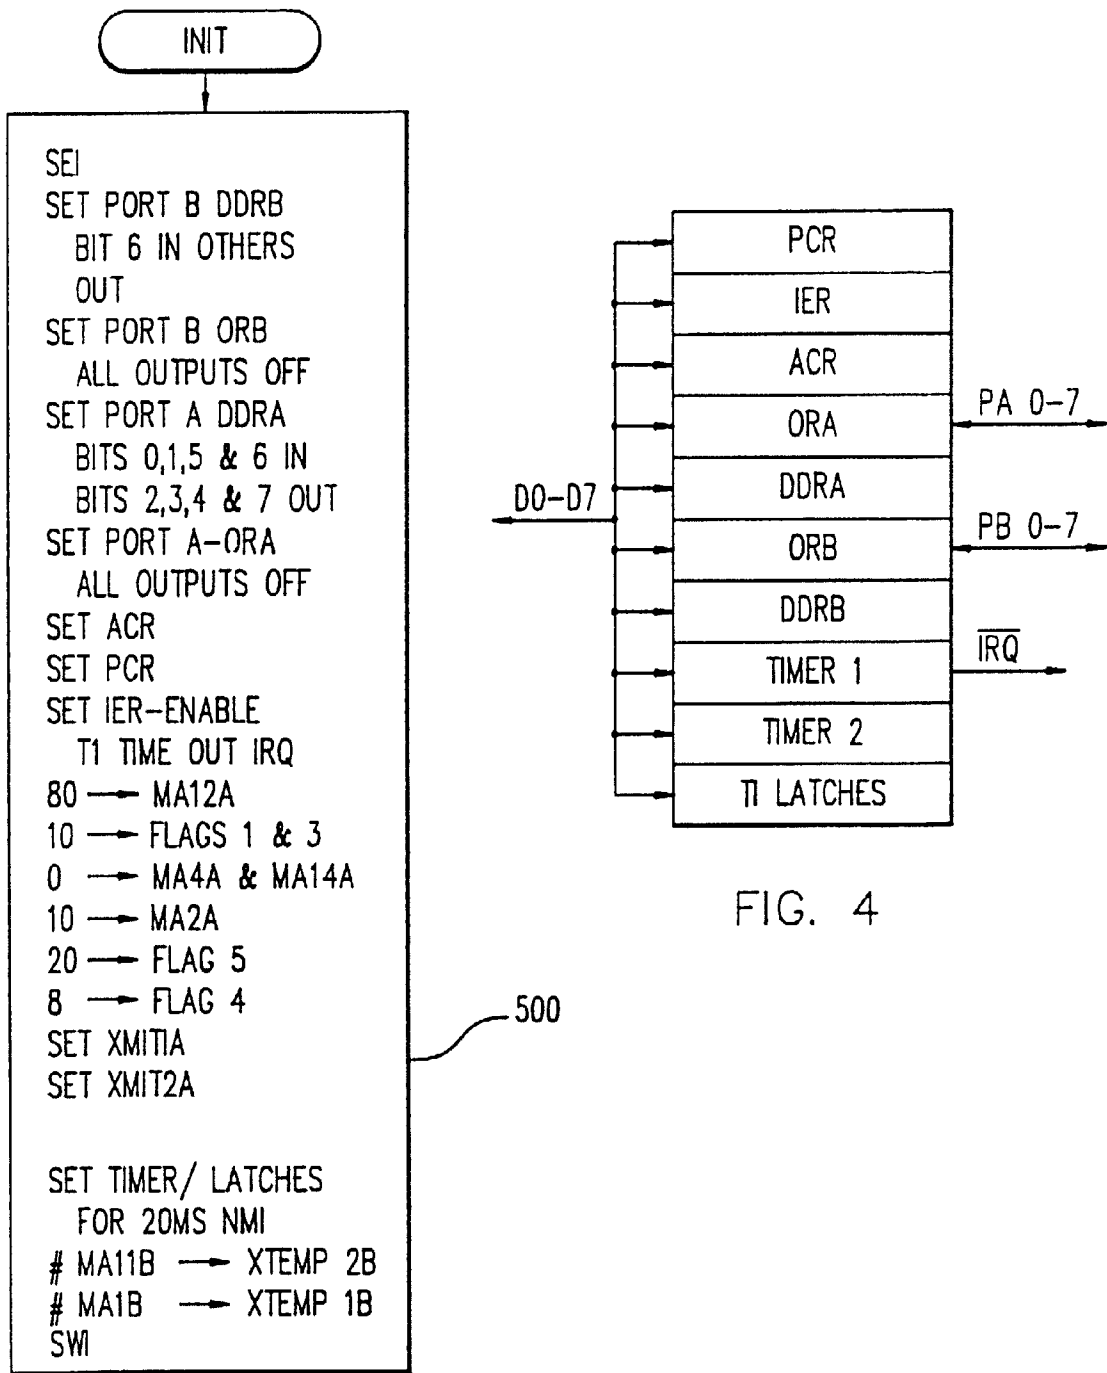 INIT
SEI
SET PORT B DDRB
BIT 6 IN OTHERS
OUT
SET PORT B ORB
ALL OUTPUTS OFF
SET PORT A DDRA
BITS 0,1,5 & 6 IN
BITS 2,3,4 & 7 OUT
SET PORT A-ORA
ALL OUTPUTS OFF
SET ACR
SET PCR
SET IER-ENABLE
T1 TIME OUT IRQ
80 → MA12A
10 → FLAGS 1 & 3
0 → MA4A & MA14A
10 → MA2A
20 → FLAG 5
8 → FLAG 4
SET XMIT1A
SET XMIT2A
SET TIMER/ LATCHES
FOR 20MS NMI
# MA11B → XTEMP 2B
# MA1B → XTEMP 1B
SWI
500
D0-D7
PCR
IER
ACR
ORA
DDRA
ORB
DDRB
TIMER 1
TIMER 2
T1 LATCHES
PA 0-7
PB 0-7
I̅R̅Q̅
FIG. 4